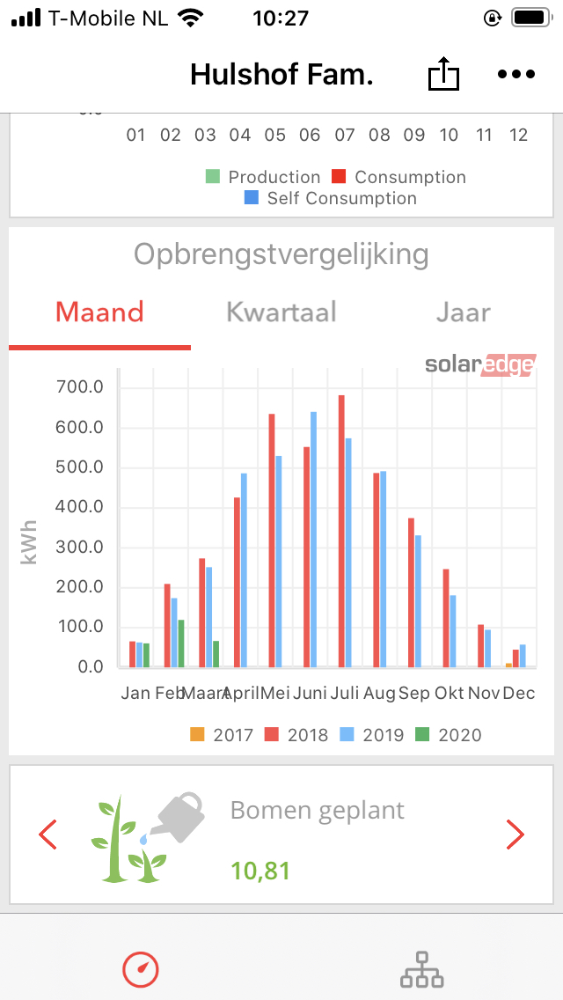 T-Mobile NL 10:27
Hulshof Fam.
01 02 03 04 05 06 07 08 09 10 11 12
Production Consumption
Self Consumption
Opbrengstvergelijking
Maand Kwartaal Jaar
solaredge
700.0
600.0
500.0
400.0
300.0
200.0
100.0
0.0
kWh
Jan Feb Maart April Mei Juni Juli Aug Sep Okt Nov Dec
2017 2018 2019 2020
Bomen geplant
10,81